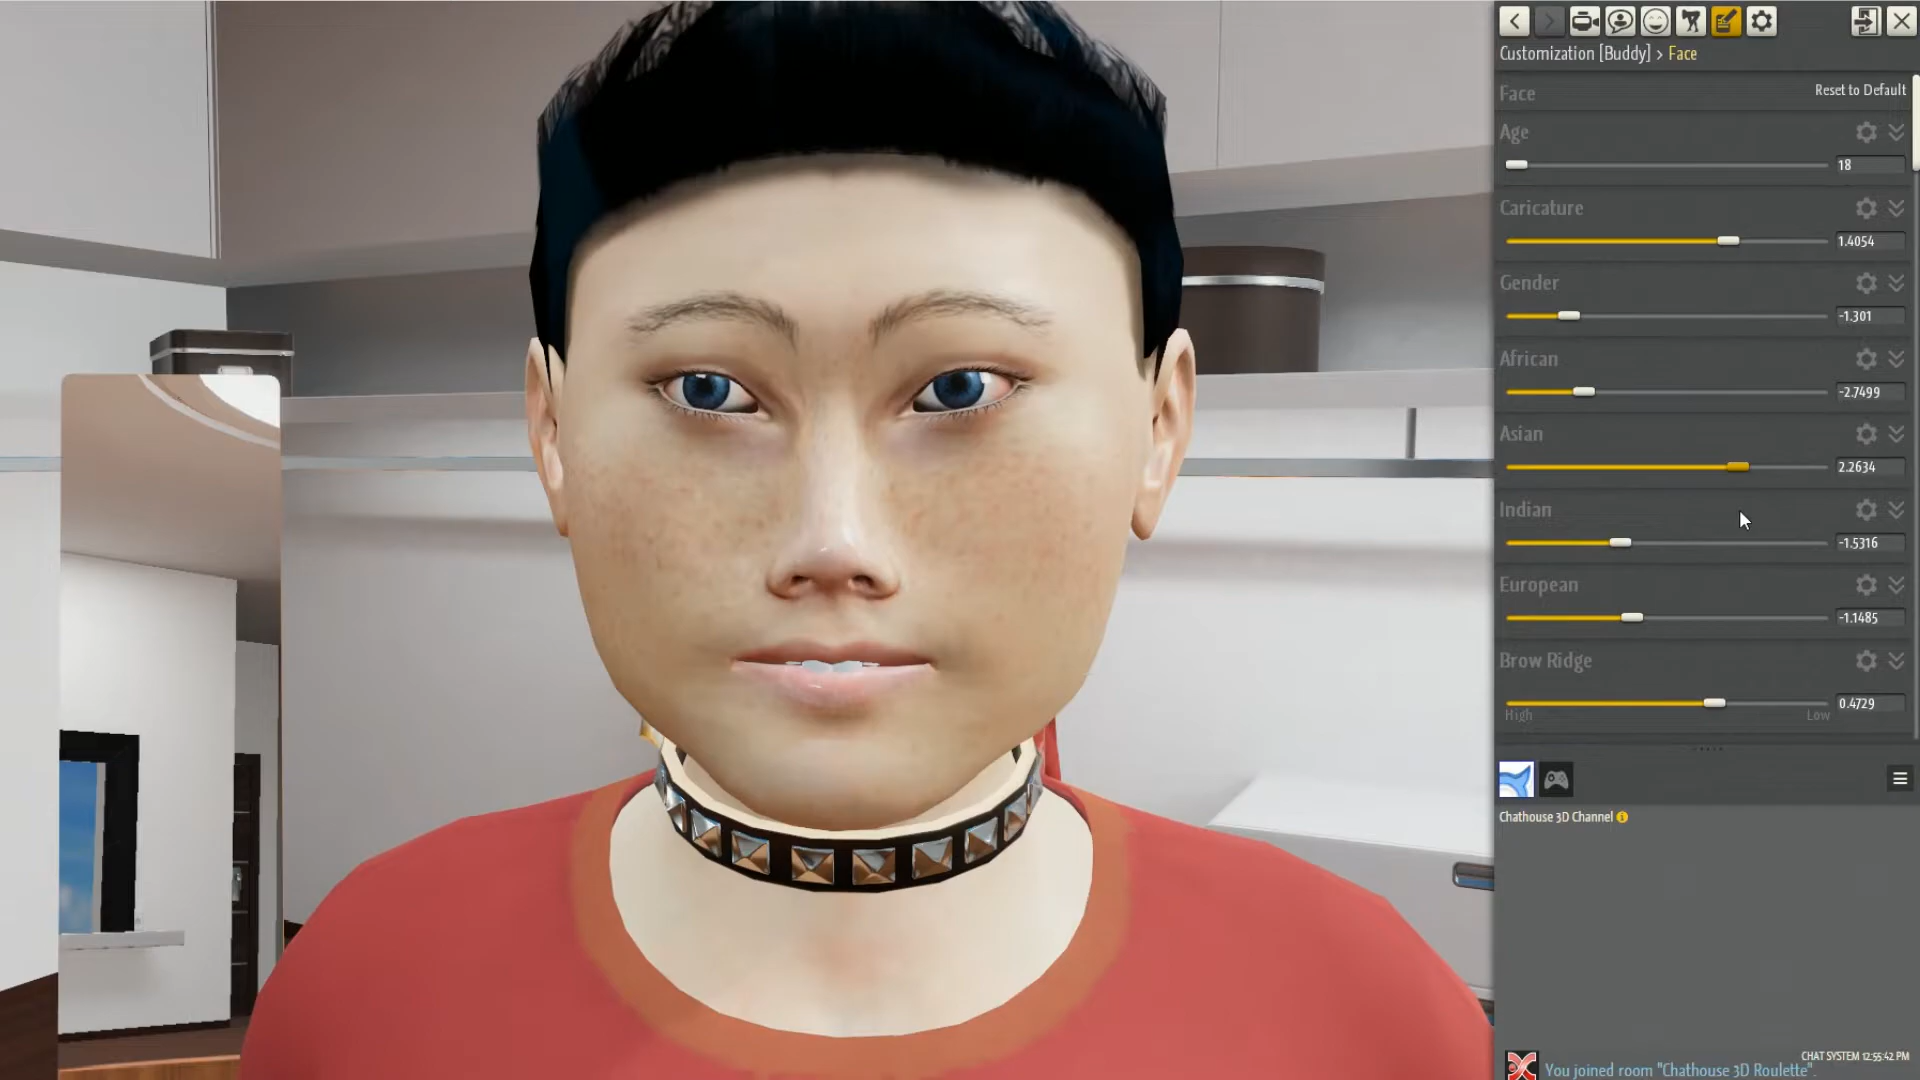 Customization [Buddy] > Face
Face
Reset to Default
Age
18
Caricature
1.4054
Gender
-1.301
African
-2.7499
Asian
2.2634
Indian
-1.5316
European
-1.1485
Brow Ridge
0.4729
High
Low
Chathouse 3D Channel
CHAT SYSTEM 12:55:42 PM
You joined room "Chathouse 3D Roulette".